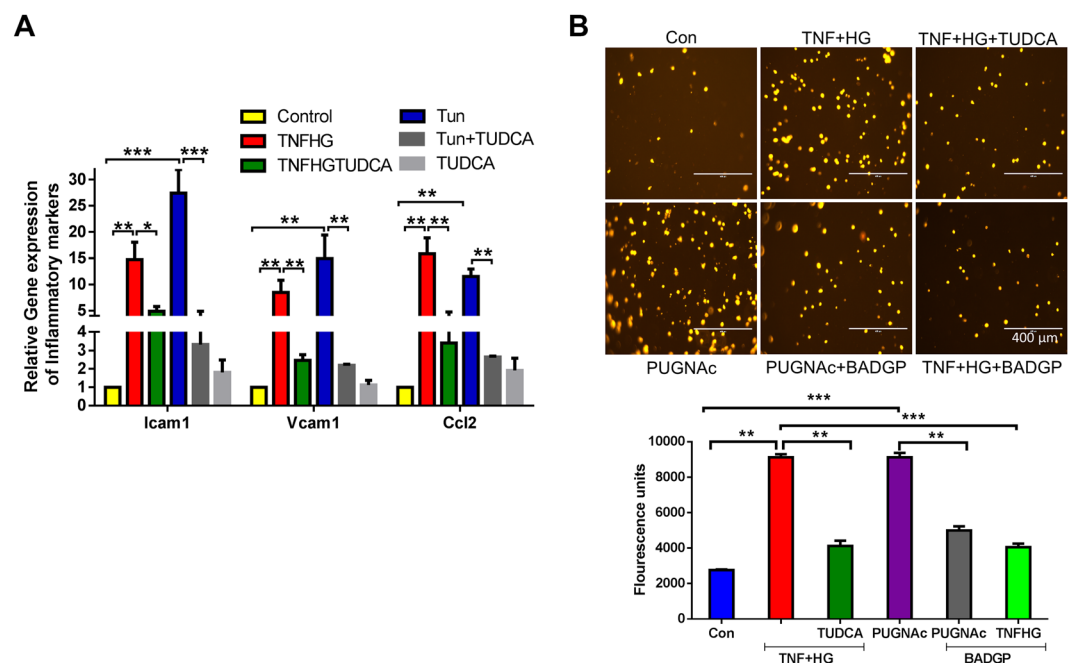 A
Control
TNFHG
TNFHGTUDCA
Tun
Tun+TUDCA
TUDCA
Relative Gene expression
of Inflammatory markers
30
25
20
15
10
5
4
3
2
1
0
*** ***
** *
** **
** **
**
** **
**
Icam1 Vcam1 Ccl2
B
Con TNF+HG TNF+HG+TUDCA
400 µm
PUGNAc PUGNAc+BADGP TNF+HG+BADGP
***
***
** ** **
Flourescence units
10000
8000
6000
4000
2000
0
Con TUDCA PUGNAc PUGNAc TNFHG
TNF+HG BADGP